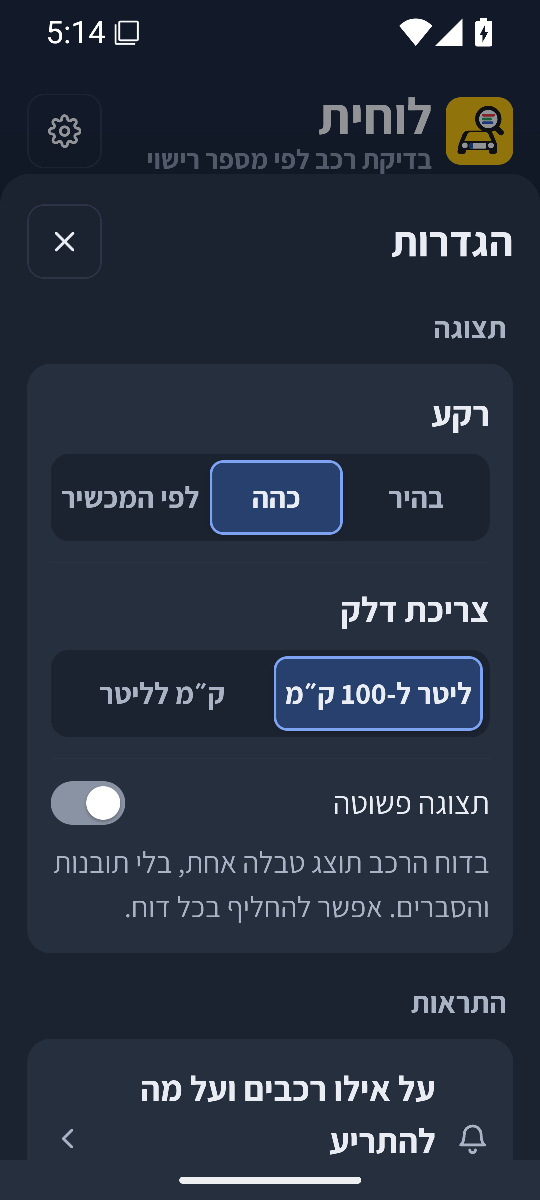 5:14
לוחית
בדיקת רכב לפי מספר רישוי
הגדרות
תצוגה
רקע
בהיר
כהה
לפי המכשיר
צריכת דלק
ליטר ל-100 ק״מ
ק״מ לליטר
תצוגה פשוטה
בדוח הרכב תוצג טבלה אחת, בלי תובנות
והסברים. אפשר להחליף בכל דוח.
התראות
על אילו רכבים ועל מה
להתריע